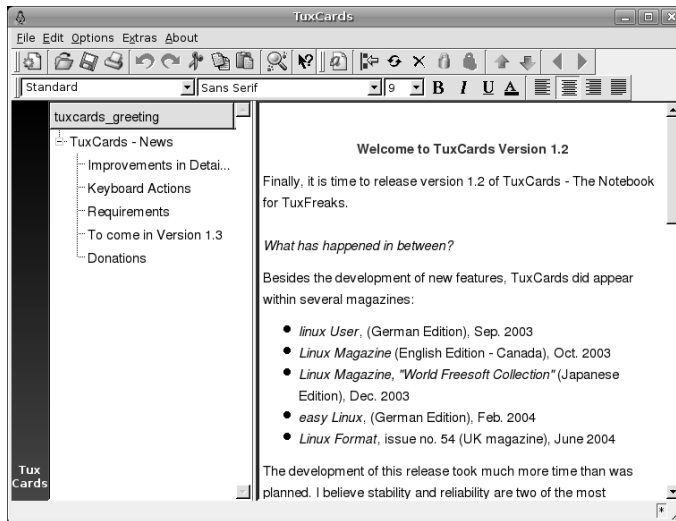 TuxCards
File Edit Options Extras About
Standard
Sans Serif
9
B I U A
tuxcards_greeting
TuxCards - News
Improvements in Detai...
Keyboard Actions
Requirements
To come in Version 1.3
Donations
Tux
Cards
Welcome to TuxCards Version 1.2
Finally, it is time to release version 1.2 of TuxCards - The Notebook
for TuxFreaks.
What has happened in between?
Besides the development of new features, TuxCards did appear
within several magazines:
linux User, (German Edition), Sep. 2003
Linux Magazine (English Edition - Canada), Oct. 2003
Linux Magazine, "World Freesoft Collection" (Japanese
Edition), Dec. 2003
easy Linux, (German Edition), Feb. 2004
Linux Format, issue no. 54 (UK magazine), June 2004
The development of this release took much more time than was
planned. I believe stability and reliability are two of the most
*